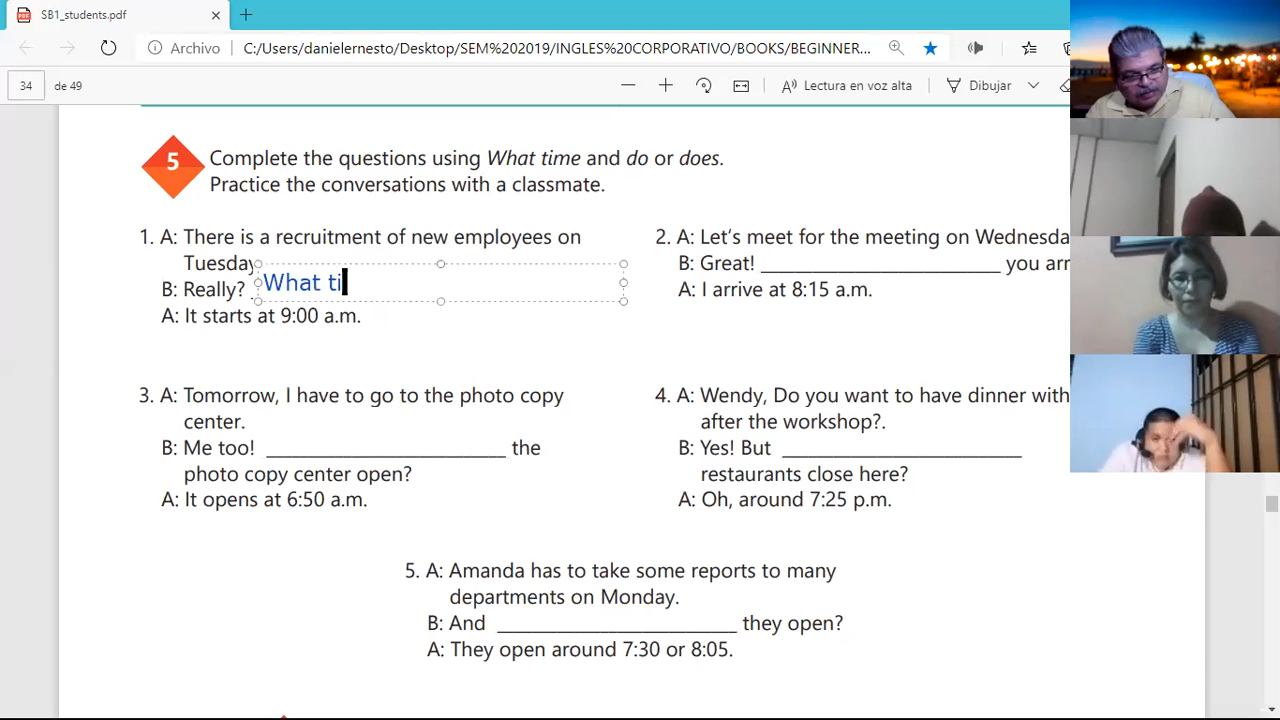 SB1_students.pdf
Archivo C:/Users/danielernesto/Desktop/SEM%202019/INGLES%20CORPORATIVO/BOOKS/BEGINNER...
34 de 49 Lectura en voz alta Dibujar
5 Complete the questions using What time and do or does.
Practice the conversations with a classmate.
1. A: There is a recruitment of new employees on
Tuesday
B: Really? What ti
A: It starts at 9:00 a.m.
2. A: Let's meet for the meeting on Wednesda
B: Great! ______________________ you arr
A: I arrive at 8:15 a.m.
3. A: Tomorrow, I have to go to the photo copy
center.
B: Me too! ______________________ the
photo copy center open?
A: It opens at 6:50 a.m.
4. A: Wendy, Do you want to have dinner with
after the workshop?.
B: Yes! But ______________________
restaurants close here?
A: Oh, around 7:25 p.m.
5. A: Amanda has to take some reports to many
departments on Monday.
B: And ______________________ they open?
A: They open around 7:30 or 8:05.